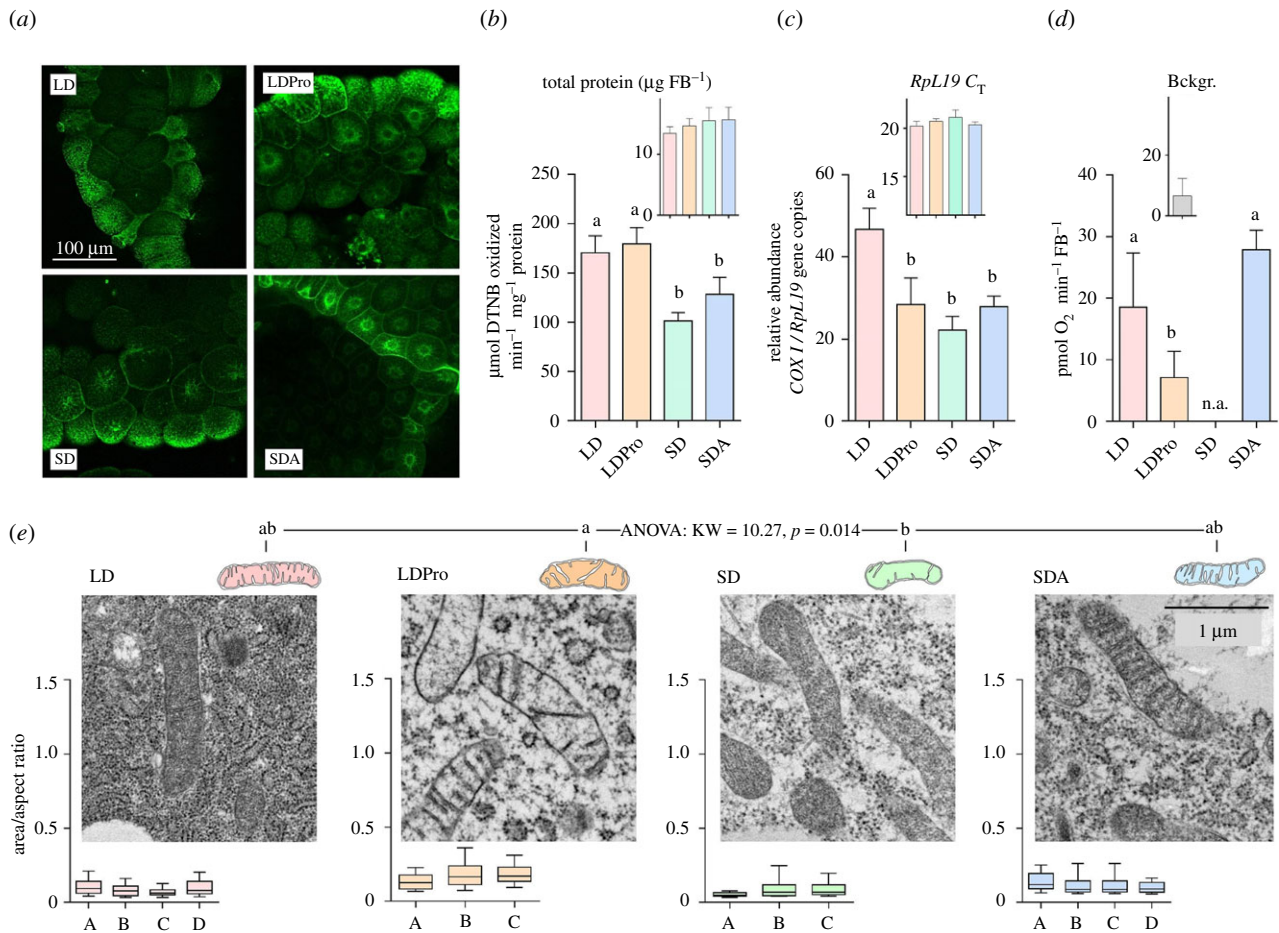 (a)
LD
LDPro
100 µm
SD
SDA
(b)
total protein (µg FB⁻¹)
10
0
250
200
150
100
50
0
µmol DTNB oxidized
min⁻¹ mg⁻¹ protein
a
a
b
b
LD
LDPro
SD
SDA
(c)
RpL19 C_T
20
15
60
40
20
0
relative abundance
COX I / RpL19 gene copies
a
b
b
b
LD
LDPro
SD
SDA
(d)
Bckgr.
20
0
40
30
20
10
0
pmol O₂ min⁻¹ FB⁻¹
a
b
n.a.
a
LD
LDPro
SD
SDA
(e)
ab
a
ANOVA: KW = 10.27, p = 0.014
b
ab
LD
LDPro
SD
SDA
1 µm
area/aspect ratio
1.5
1.0
0.5
0
A B C D
1.5
1.0
0.5
0
A B C
1.5
1.0
0.5
0
A B C
1.5
1.0
0.5
0
A B C D